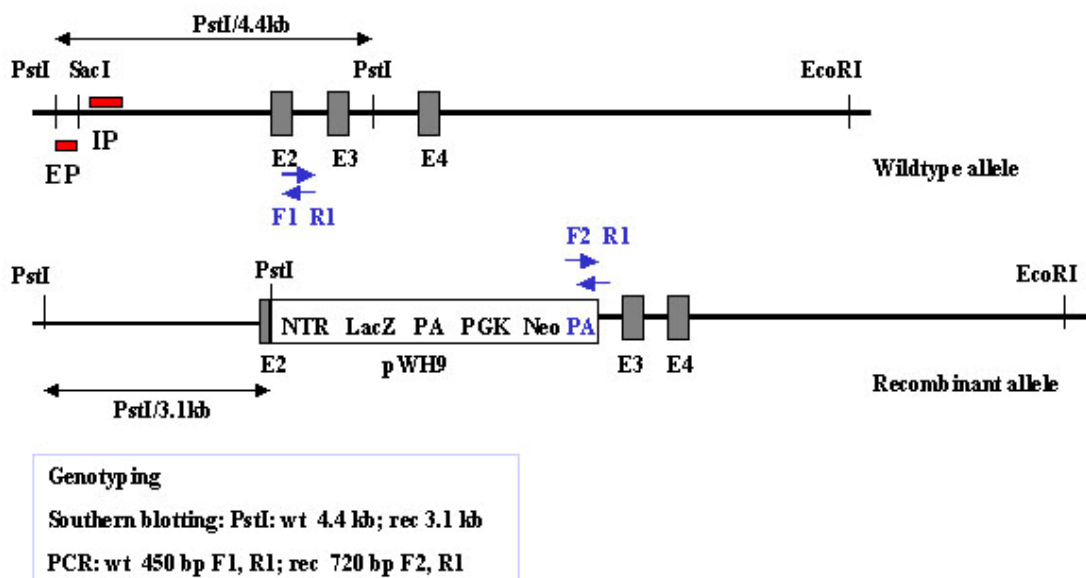 PstI/4.4kb
PstI SacI PstI EcoRI
IP
EP
E2 E3 E4
Wildtype allele
F1 R1
F2 R1
PstI PstI EcoRI
NTR LacZ PA PGK Neo PA
E2 pWH9 E3 E4
Recombinant allele
PstI/3.1kb
Genotyping
Southern blotting: PstI: wt 4.4 kb; rec 3.1 kb
PCR: wt 450 bp F1, R1; rec 720 bp F2, R1